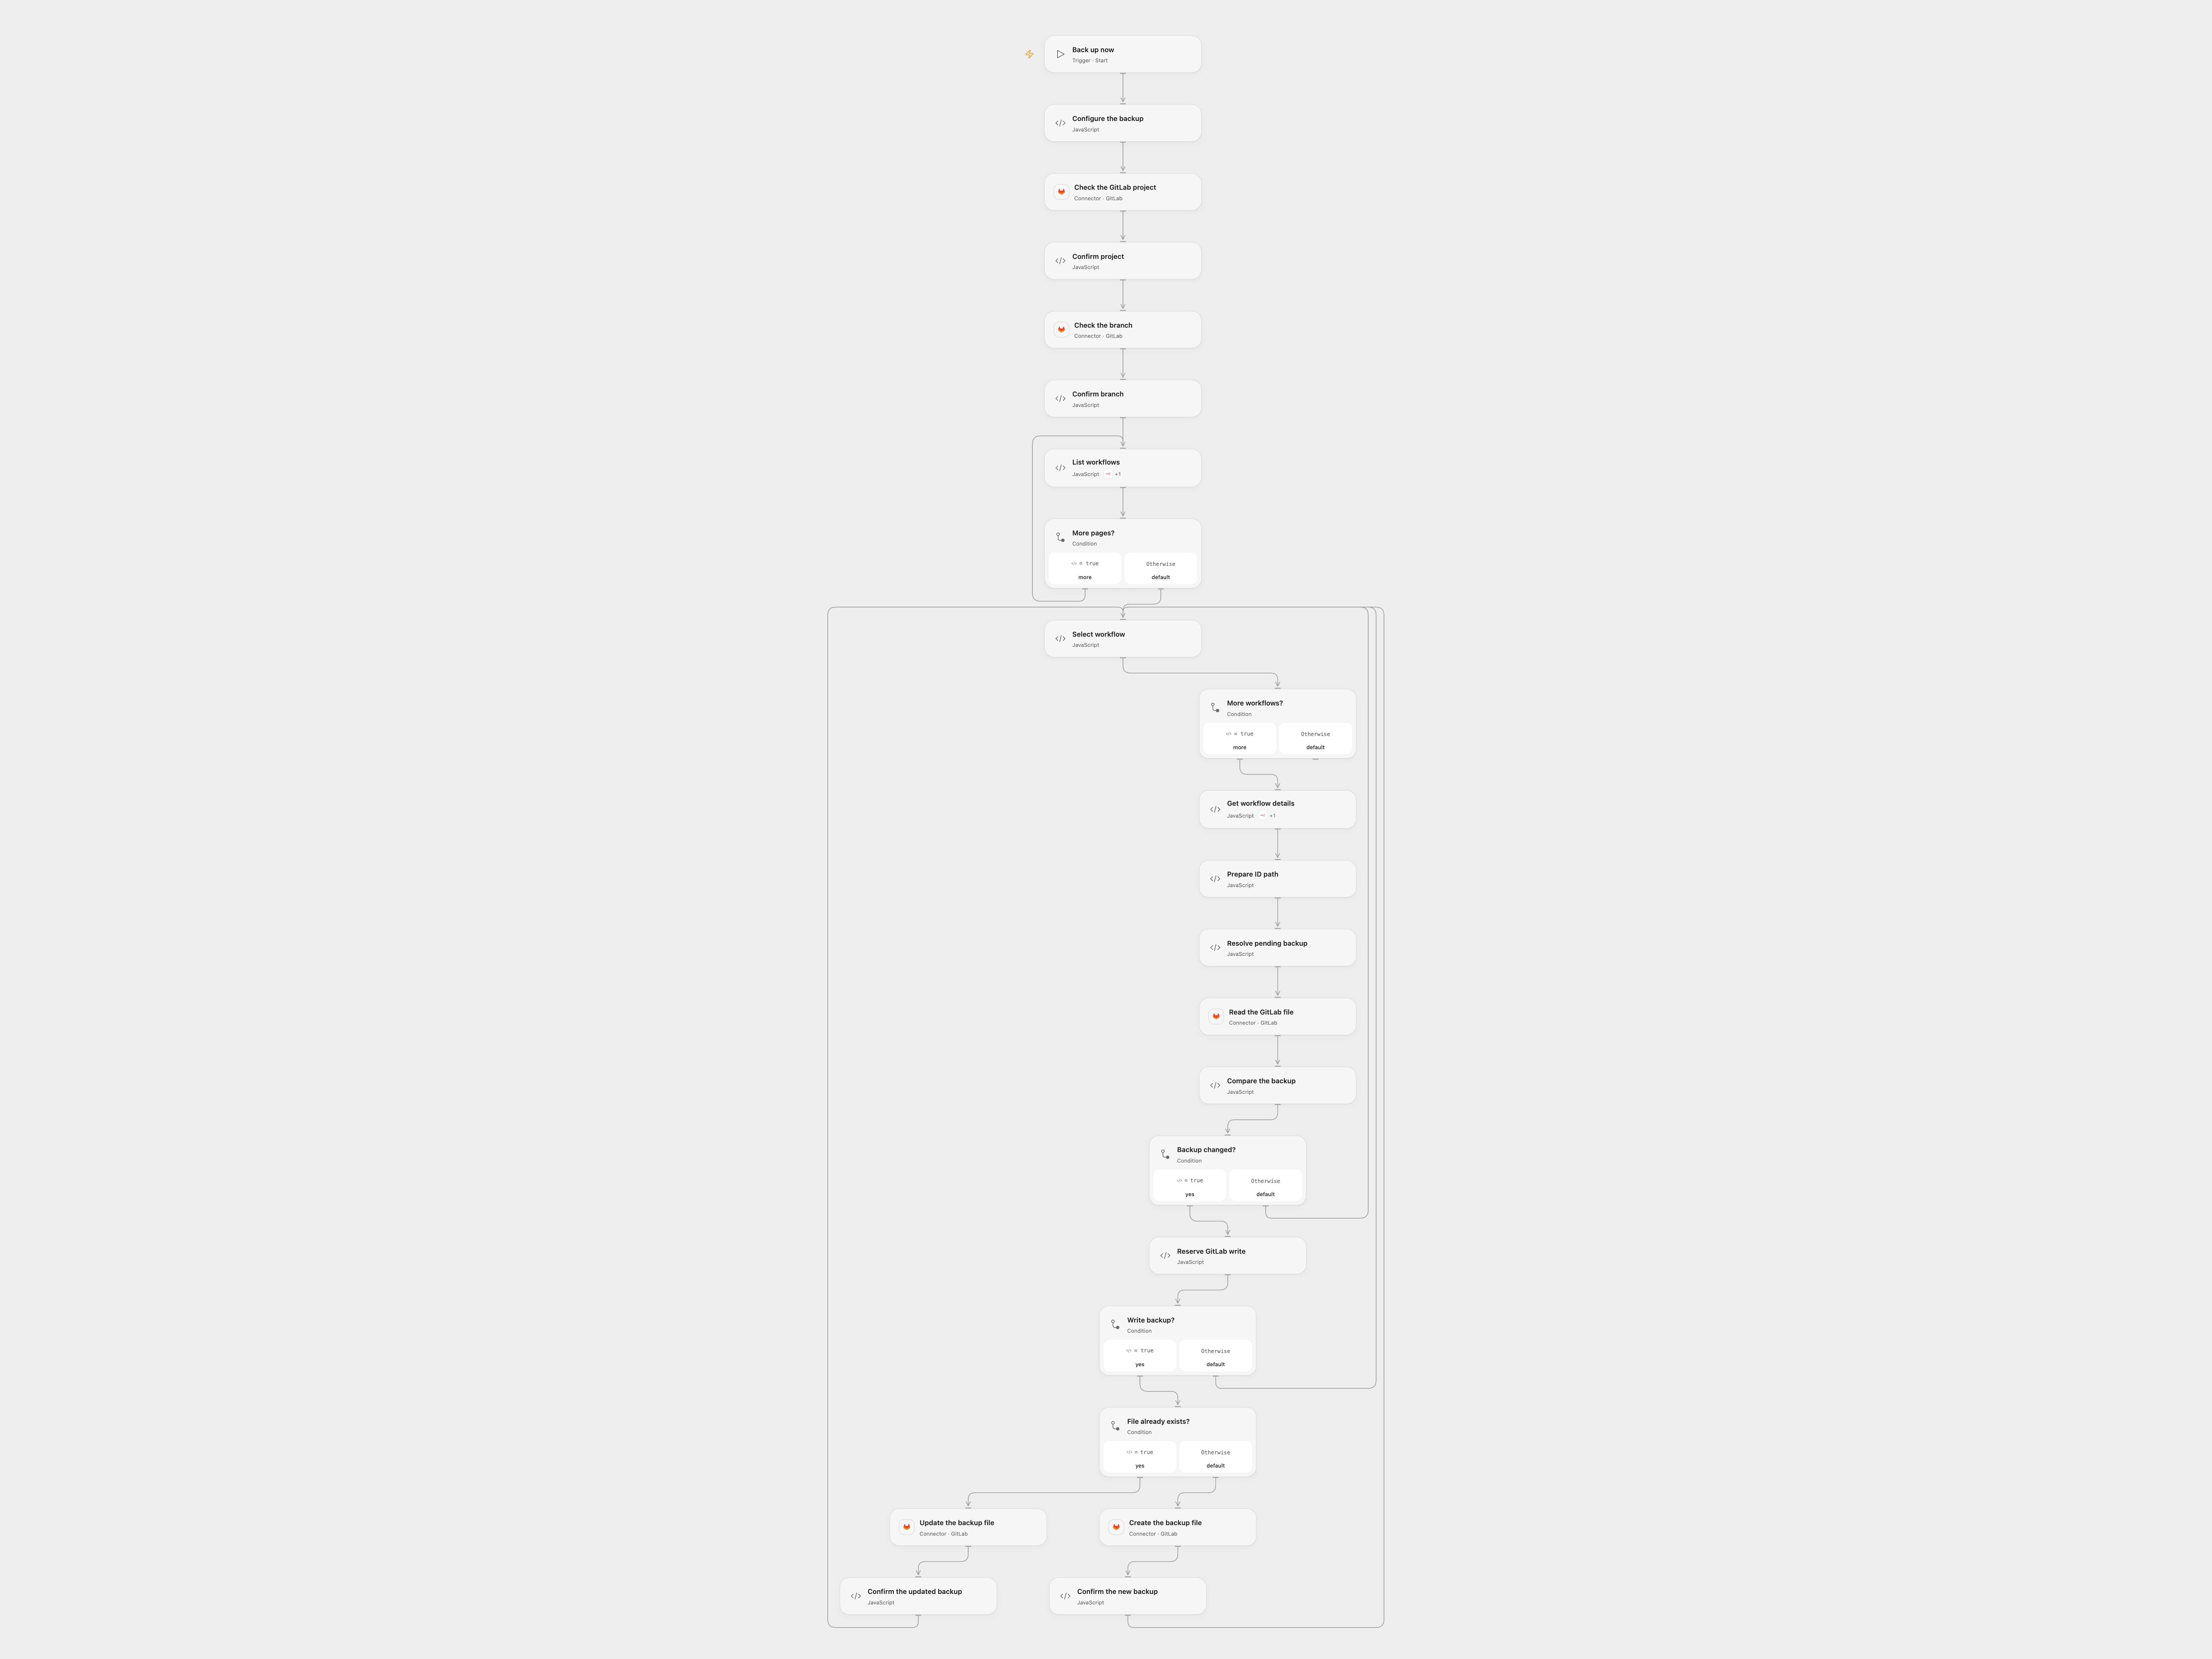 Back up now
Trigger · Start
Configure the backup
JavaScript
Check the GitLab project
Connector · GitLab
Confirm project
JavaScript
Check the branch
Connector · GitLab
Confirm branch
JavaScript
List workflows
JavaScript +1
More pages?
Condition
= true
Otherwise
more
default
Select workflow
JavaScript
More workflows?
Condition
= true
Otherwise
more
default
Get workflow details
JavaScript +1
Prepare ID path
JavaScript
Resolve pending backup
JavaScript
Read the GitLab file
Connector · GitLab
Compare the backup
JavaScript
Backup changed?
Condition
= true
Otherwise
yes
default
Reserve GitLab write
JavaScript
Write backup?
Condition
= true
Otherwise
yes
default
File already exists?
Condition
= true
Otherwise
yes
default
Update the backup file
Connector · GitLab
Create the backup file
Connector · GitLab
Confirm the updated backup
JavaScript
Confirm the new backup
JavaScript